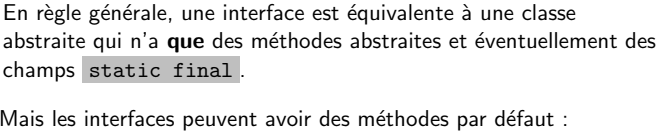 En règle générale, une interface est équivalente à une classe
abstraite qui n'a que des méthodes abstraites et éventuellement des
champs static final .
Mais les interfaces peuvent avoir des méthodes par défaut :